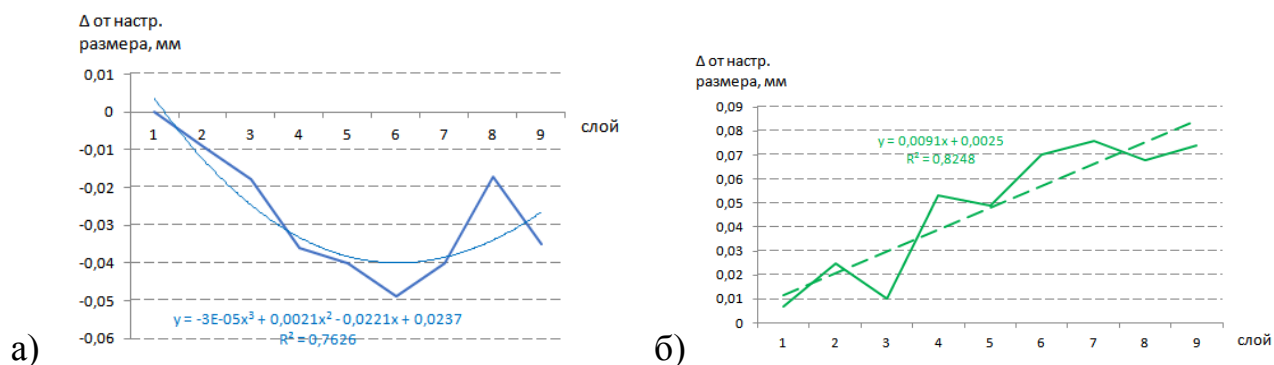 Δ от настр.
размера, мм
0,01
0
-0,01
-0,02
-0,03
-0,04
-0,05
-0,06
1 2 3 4 5 6 7 8 9
слой
y = -3E-05x³ + 0,0021x² - 0,0221x + 0,0237
R² = 0,7626
а)
Δ от настр.
размера, мм
0,09
0,08
0,07
0,06
0,05
0,04
0,03
0,02
0,01
0
y = 0,0091x + 0,0025
R² = 0,8248
1 2 3 4 5 6 7 8 9
слой
б)